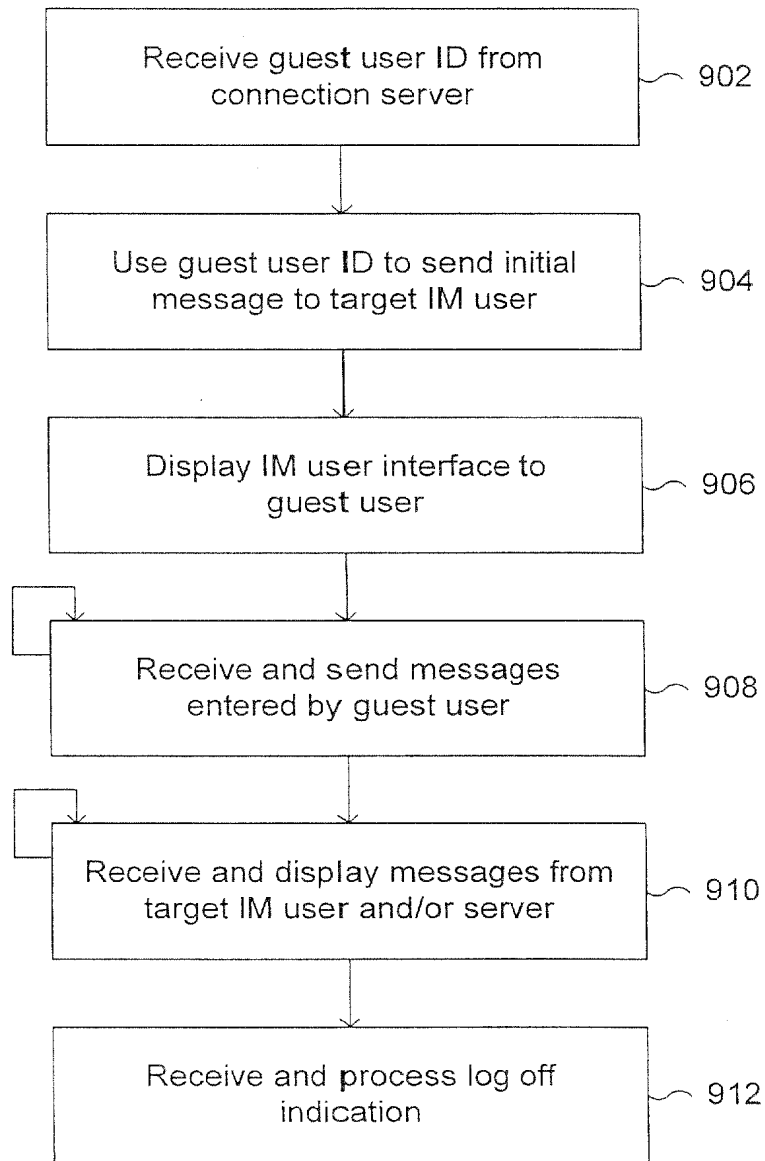 Receive guest user ID from
connection server
902
Use guest user ID to send initial
message to target IM user
904
Display IM user interface to
guest user
906
Receive and send messages
entered by guest user
908
Receive and display messages from
target IM user and/or server
910
Receive and process log off
indication
912